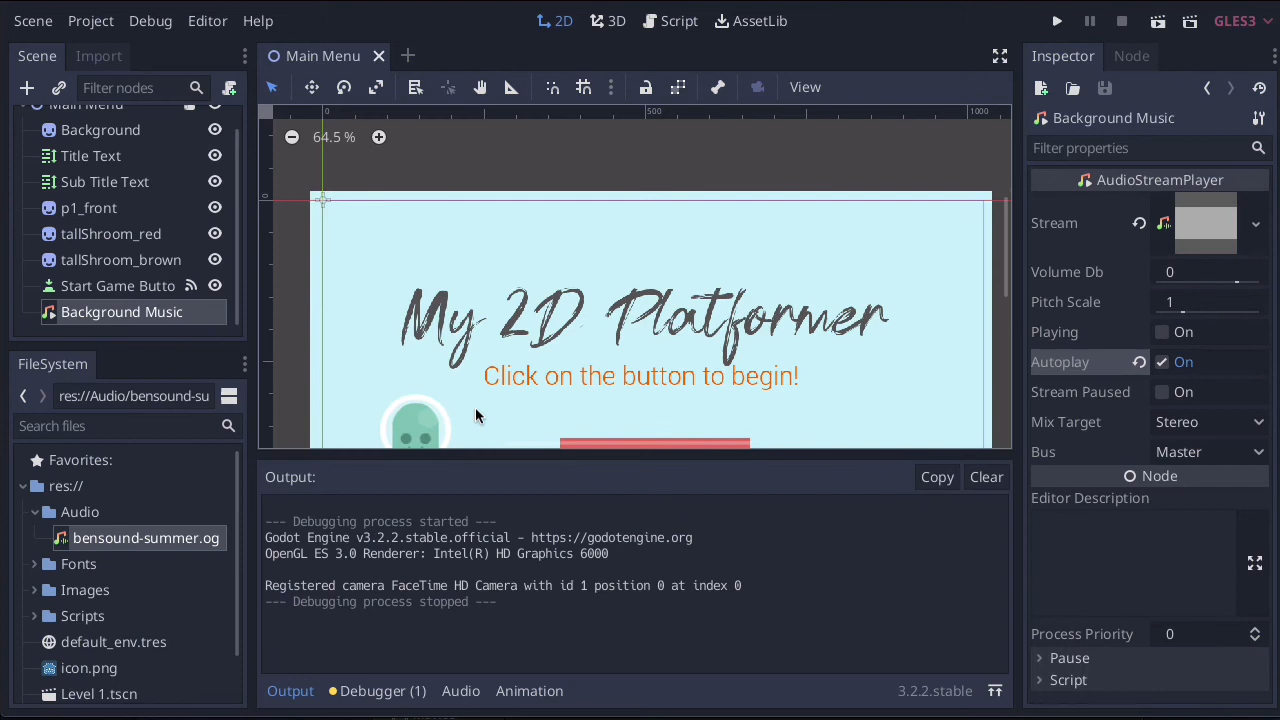 Scene Project Debug Editor Help 2D 3D Script AssetLib GLES3
Scene Import
Filter nodes
Main Menu
Background
Title Text
Sub Title Text
p1_front
tallShroom_red
tallShroom_brown
Start Game Butto
Background Music
FileSystem
res://Audio/bensound-su
Search files
Favorites:
res://
Audio
bensound-summer.og
Fonts
Images
Scripts
default_env.tres
icon.png
Level 1.tscn
Main Menu
View
0 500 1000
0
64.5 %
My 2D Platformer
Click on the button to begin!
Output:
Copy Clear
--- Debugging process started ---
Godot Engine v3.2.2.stable.official - https://godotengine.org
OpenGL ES 3.0 Renderer: Intel(R) HD Graphics 6000
Registered camera FaceTime HD Camera with id 1 position 0 at index 0
--- Debugging process stopped ---
Output Debugger (1) Audio Animation 3.2.2.stable
Inspector Node
Background Music
Filter properties
AudioStreamPlayer
Stream
Volume Db 0
Pitch Scale 1
Playing On
Autoplay On
Stream Paused On
Mix Target Stereo
Bus Master
Node
Editor Description
Process Priority 0
Pause
Script